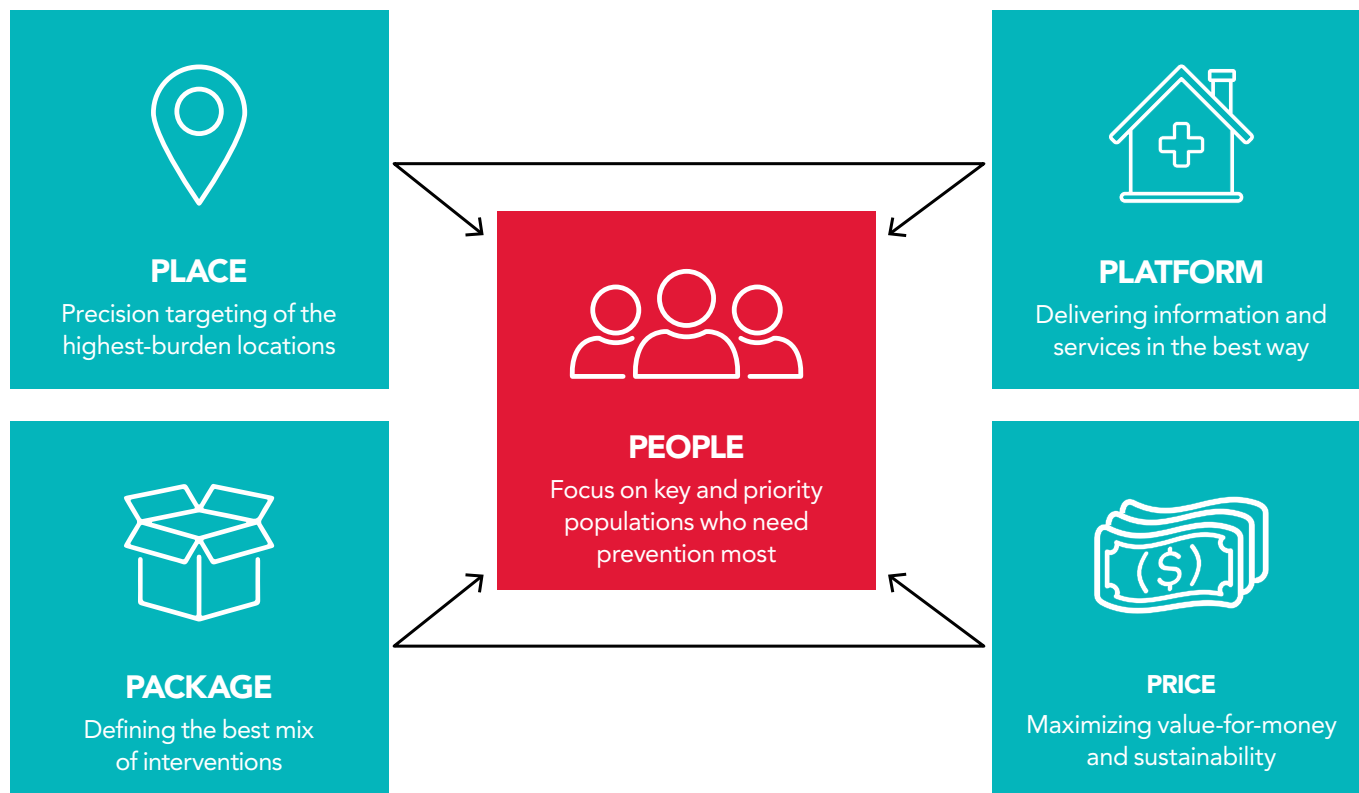 PLACE
Precision targeting of the
highest-burden locations
PLATFORM
Delivering information and
services in the best way
PEOPLE
Focus on key and priority
populations who need
prevention most
PACKAGE
Defining the best mix
of interventions
($)
PRICE
Maximizing value-for-money
and sustainability